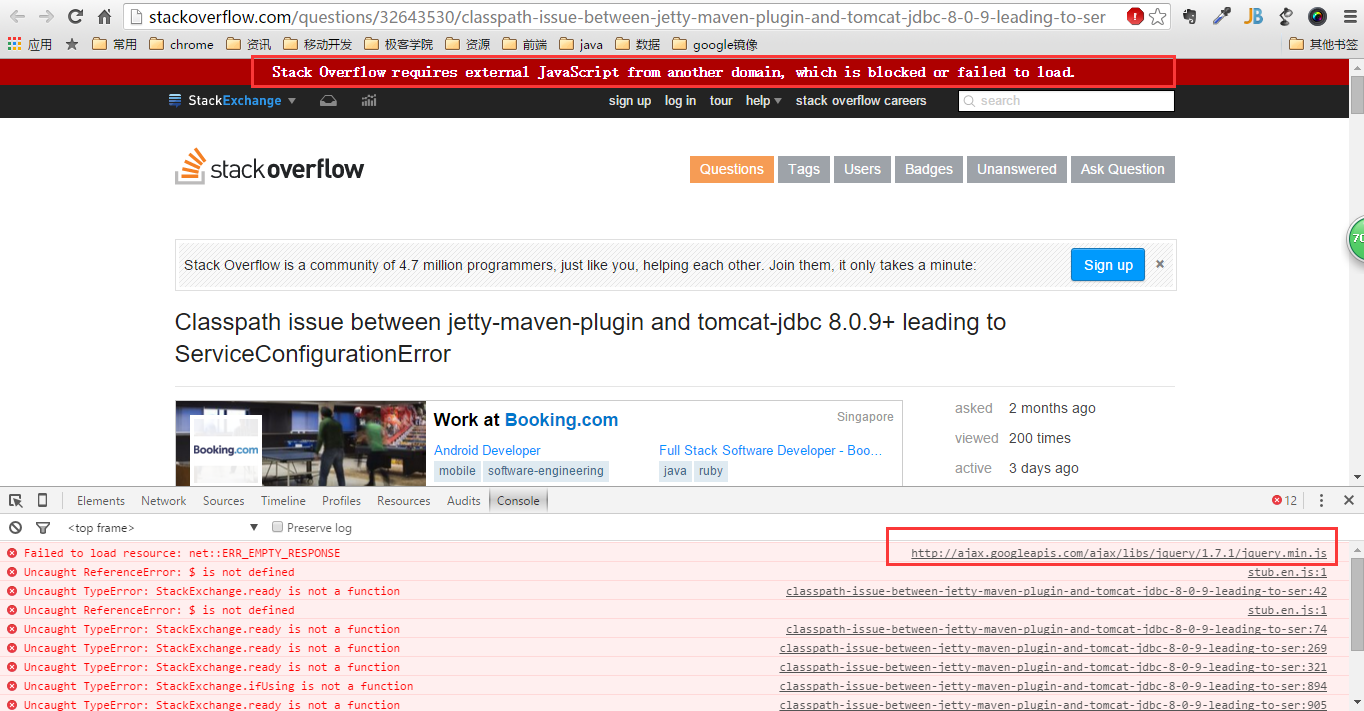 stackoverflow.com/questions/32643530/classpath-issue-between-jetty-maven-plugin-and-tomcat-jdbc-8-0-9-leading-to-ser
应用 常用 chrome 资讯 移动开发 极客学院 资源 前端 java 数据 google镜像 其他书签
Stack Overflow requires external JavaScript from another domain, which is blocked or failed to load.
StackExchange sign up log in tour help stack overflow careers search
stackoverflow Questions Tags Users Badges Unanswered Ask Question
70
Stack Overflow is a community of 4.7 million programmers, just like you, helping each other. Join them, it only takes a minute: Sign up ×
Classpath issue between jetty-maven-plugin and tomcat-jdbc 8.0.9+ leading to
ServiceConfigurationError
Booking.com
Work at Booking.com Singapore
Android Developer Full Stack Software Developer - Boo…
mobile software-engineering java ruby
asked 2 months ago
viewed 200 times
active 3 days ago
Elements Network Sources Timeline Profiles Resources Audits Console 12
<top frame> Preserve log
Failed to load resource: net::ERR_EMPTY_RESPONSE http://ajax.googleapis.com/ajax/libs/jquery/1.7.1/jquery.min.js
Uncaught ReferenceError: $ is not defined stub.en.js:1
Uncaught TypeError: StackExchange.ready is not a function classpath-issue-between-jetty-maven-plugin-and-tomcat-jdbc-8-0-9-leading-to-ser:42
Uncaught ReferenceError: $ is not defined stub.en.js:1
Uncaught TypeError: StackExchange.ready is not a function classpath-issue-between-jetty-maven-plugin-and-tomcat-jdbc-8-0-9-leading-to-ser:74
Uncaught TypeError: StackExchange.ready is not a function classpath-issue-between-jetty-maven-plugin-and-tomcat-jdbc-8-0-9-leading-to-ser:269
Uncaught TypeError: StackExchange.ready is not a function classpath-issue-between-jetty-maven-plugin-and-tomcat-jdbc-8-0-9-leading-to-ser:321
Uncaught TypeError: StackExchange.ifUsing is not a function classpath-issue-between-jetty-maven-plugin-and-tomcat-jdbc-8-0-9-leading-to-ser:894
Uncaught TypeError: StackExchange.ready is not a function classpath-issue-between-jetty-maven-plugin-and-tomcat-jdbc-8-0-9-leading-to-ser:905